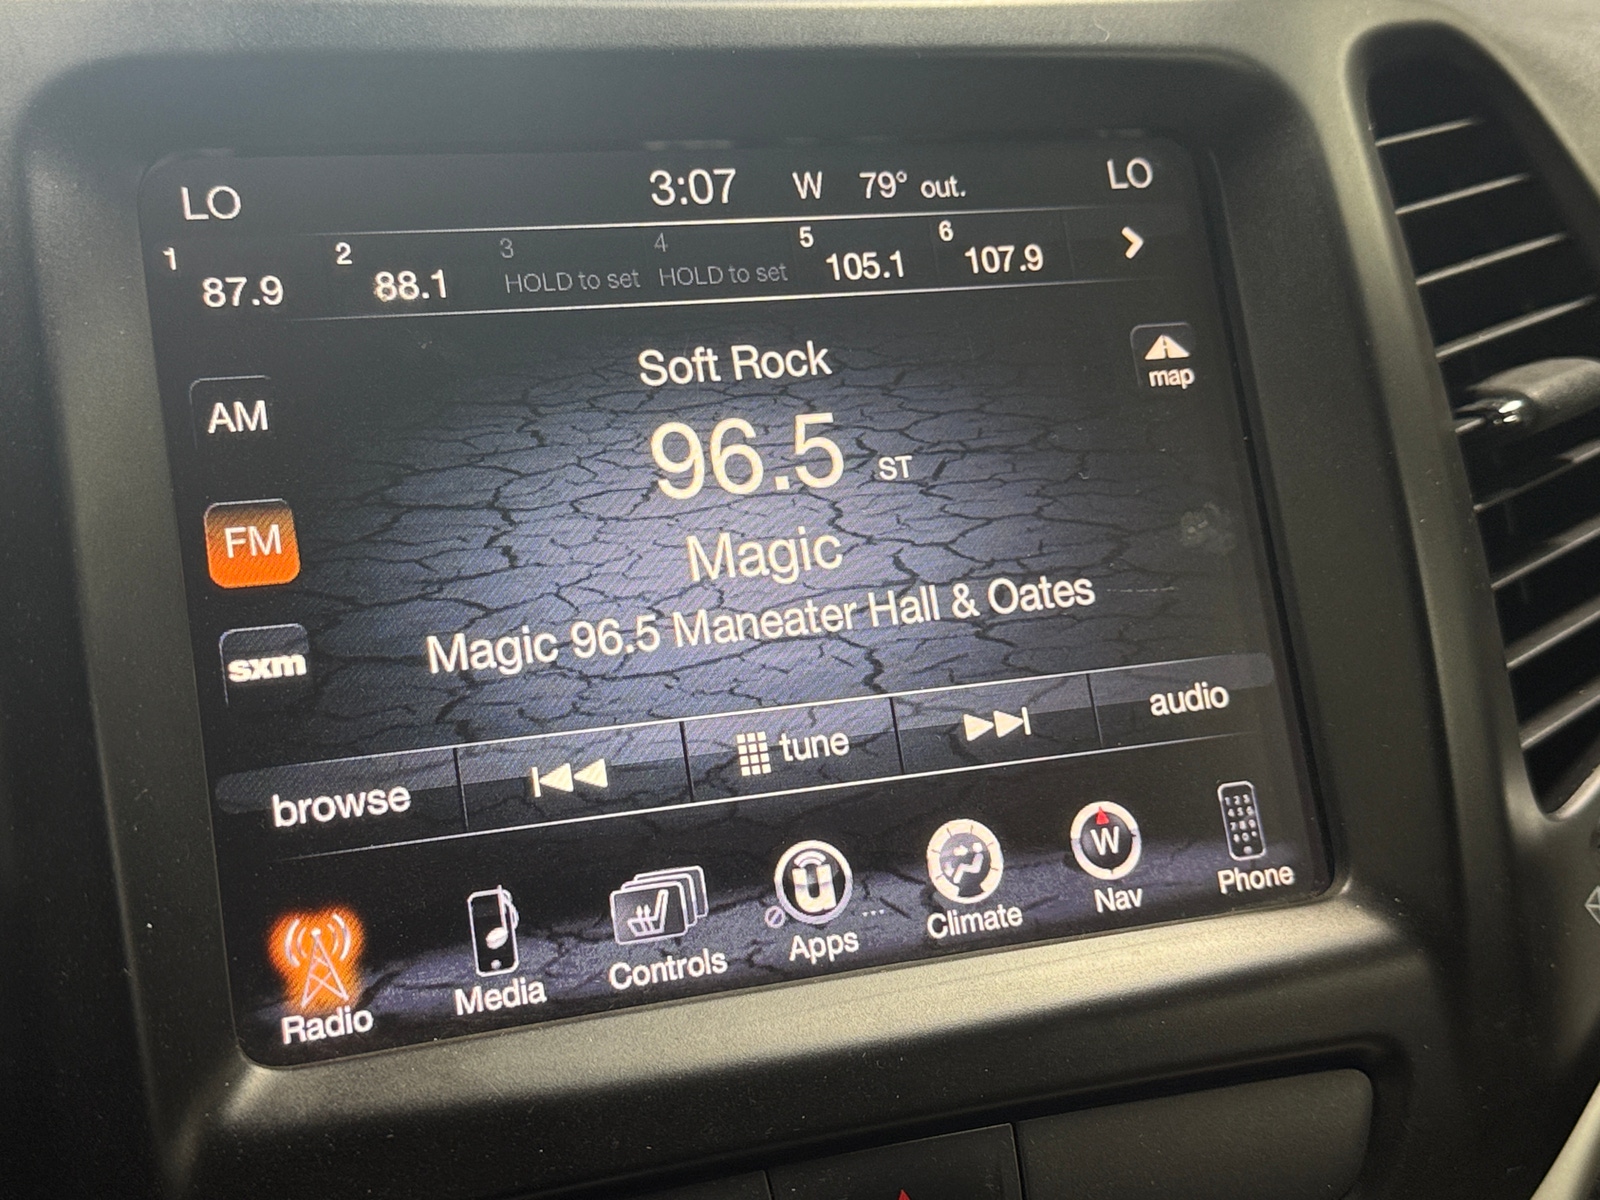 LO 3:07 W 79° out. LO
1 87.9 2 88.1 3 HOLD to set 4 HOLD to set 5 105.1 6 107.9
Soft Rock
map
AM
96.5 ST
FM
Magic
Magic 96.5 Maneater Hall & Oates
sxm
browse tune audio
Radio Media Controls Apps ... Climate W Nav Phone